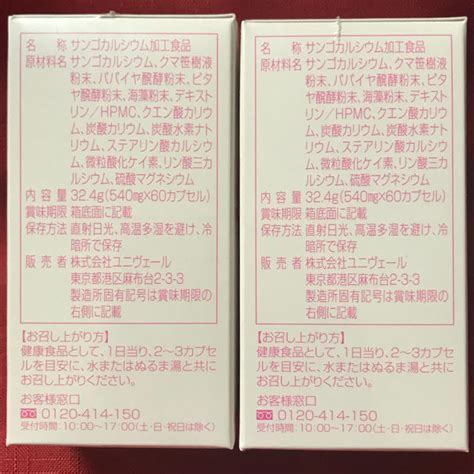 名　称 サンゴカルシウム加工食品
原材料名 サンゴカルシウム、クマ笹樹液
粉末、パパイヤ醗酵粉末、ピタ
ヤ醗酵粉末、海藻粉末、デキスト
リン/HPMC、クエン酸カリウ
ム、炭酸カリウム、炭酸水素ナト
リウム、ステアリン酸カルシウ
ム、微粒酸化ケイ素、リン酸三カ
ルシウム、硫酸マグネシウム
内 容 量 32.4g(540mg×60カプセル)
賞味期限 箱底面に記載
保存方法 直射日光、高温多湿を避け、冷
暗所で保存
販 売 者 株式会社ユニヴェール
東京都港区麻布台2-3-3
製造所固有記号は賞味期限の
右側に記載
【お召し上がり方】
健康食品として、1日当り、2〜3カプセ
ルを目安に、水またはぬるま湯と共に
お召し上がりください。
お客様窓口
0120-414-150
受付時間:10:00〜17:00(土・日・祝日は除く)
名　称 サンゴカルシウム加工食品
原材料名 サンゴカルシウム、クマ笹樹液
粉末、パパイヤ醗酵粉末、ピタ
ヤ醗酵粉末、海藻粉末、デキスト
リン/HPMC、クエン酸カリウ
ム、炭酸カリウム、炭酸水素ナト
リウム、ステアリン酸カルシウ
ム、微粒酸化ケイ素、リン酸三カ
ルシウム、硫酸マグネシウム
内 容 量 32.4g(540mg×60カプセル)
賞味期限 箱底面に記載
保存方法 直射日光、高温多湿を避け、冷
暗所で保存
販 売 者 株式会社ユニヴェール
東京都港区麻布台2-3-3
製造所固有記号は賞味期限の
右側に記載
【お召し上がり方】
健康食品として、1日当り、2〜3カプセ
ルを目安に、水またはぬるま湯と共に
お召し上がりください。
お客様窓口
0120-414-150
受付時間:10:00〜17:00(土・日・祝日は除く)